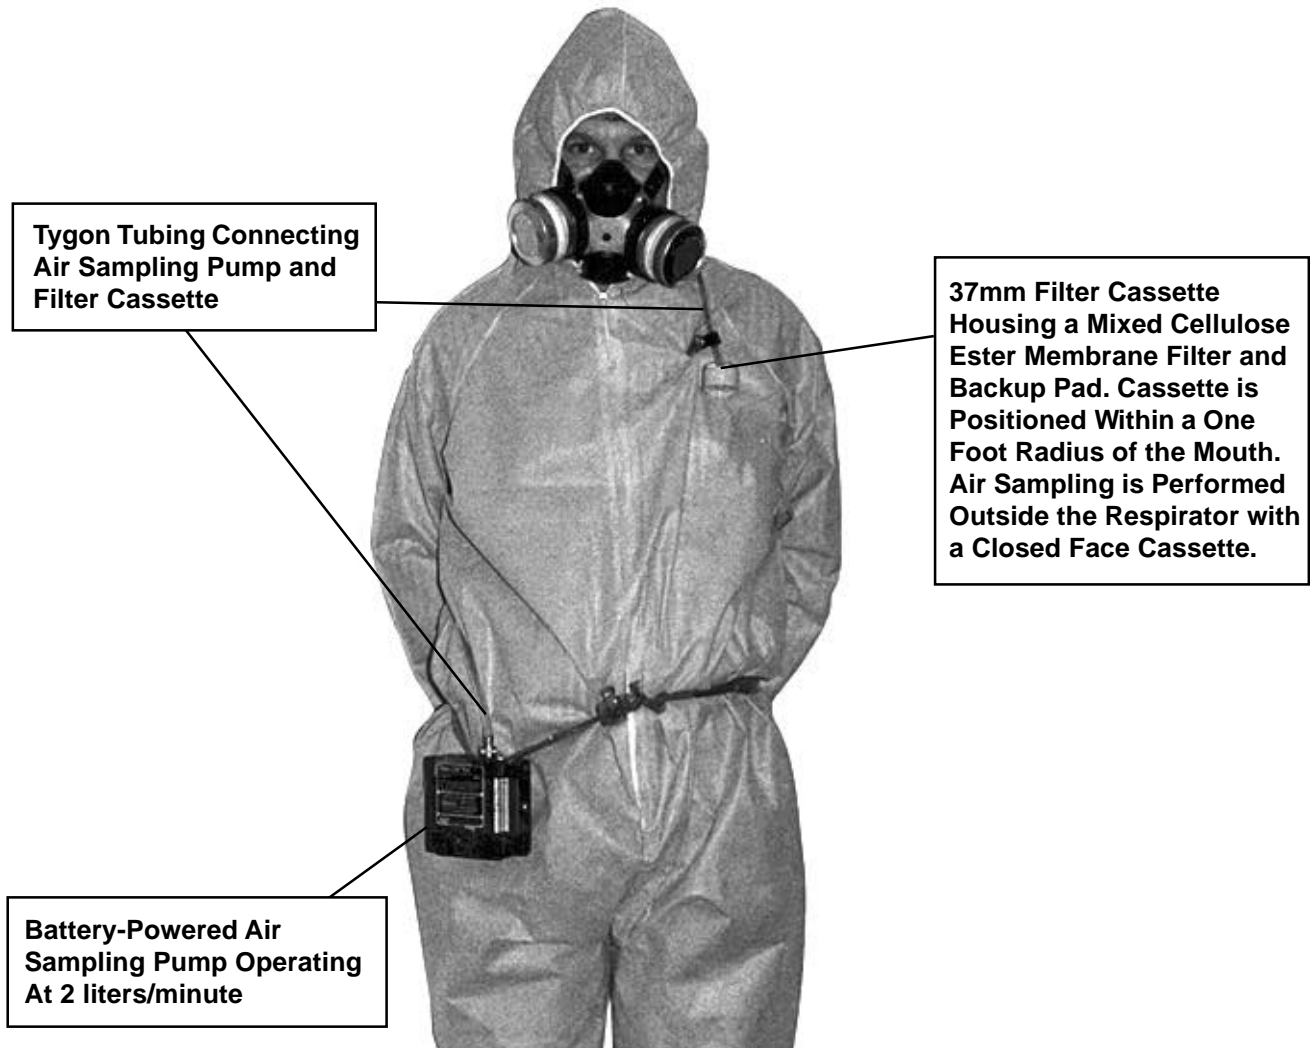 Tygon Tubing Connecting
Air Sampling Pump and
Filter Cassette
37mm Filter Cassette
Housing a Mixed Cellulose
Ester Membrane Filter and
Backup Pad. Cassette is
Positioned Within a One
Foot Radius of the Mouth.
Air Sampling is Performed
Outside the Respirator with
a Closed Face Cassette.
Battery-Powered Air
Sampling Pump Operating
At 2 liters/minute